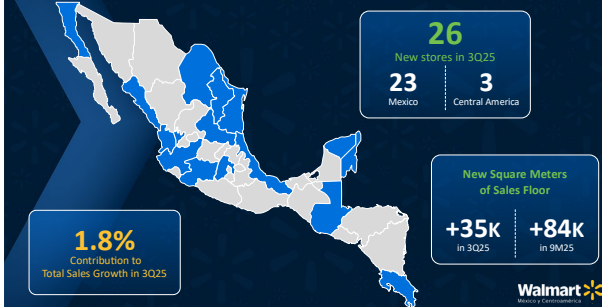 26
New stores in 3Q25
23
Mexico
3
Central America
New Square Meters
of Sales Floor
+35K
in 3Q25
+84K
in 9M25
1.8%
Contribution to
Total Sales Growth in 3Q25
Walmart
México y Centroamérica